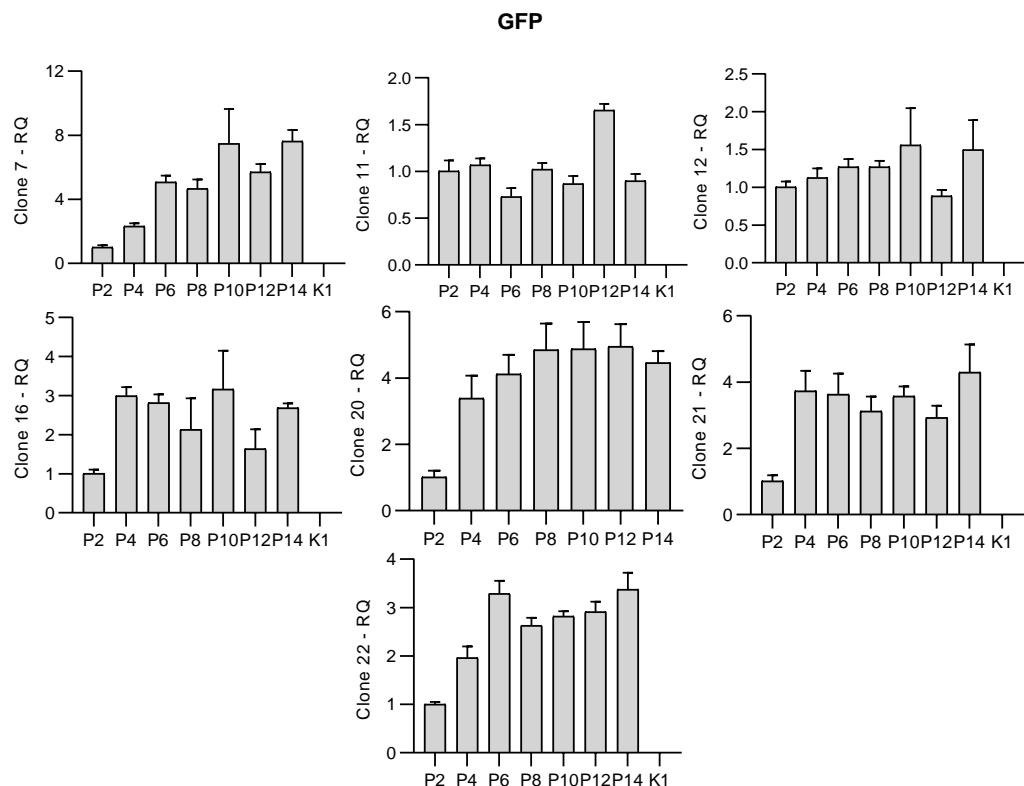 GFP
Clone 7 - RQ
12
8
4
0
P2 P4 P6 P8 P10 P12 P14 K1
Clone 11 - RQ
2.0
1.5
1.0
0.5
0.0
P2 P4 P6 P8 P10 P12 P14 K1
Clone 12 - RQ
2.5
2.0
1.5
1.0
0.5
0.0
P2 P4 P6 P8 P10 P12 P14 K1
Clone 16 - RQ
5
4
3
2
1
0
P2 P4 P6 P8 P10 P12 P14 K1
Clone 20 - RQ
6
4
2
0
P2 P4 P6 P8 P10 P12 P14
Clone 21 - RQ
6
4
2
0
P2 P4 P6 P8 P10 P12 P14 K1
Clone 22 - RQ
4
3
2
1
0
P2 P4 P6 P8 P10 P12 P14 K1